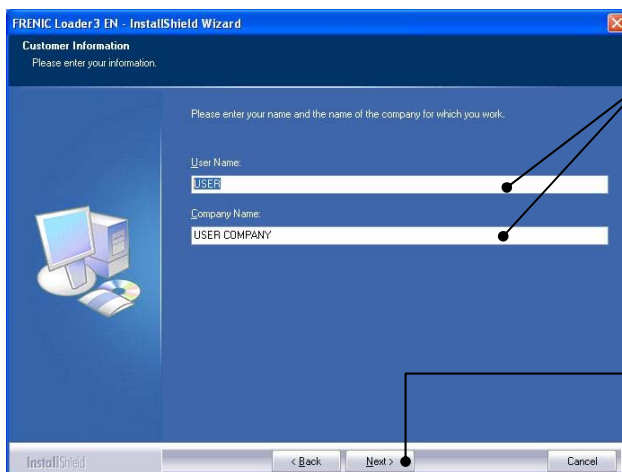 FRENIC Loader3 EN - InstallShield Wizard
Customer Information
Please enter your information.
Please enter your name and the name of the company for which you work.
User Name:
USER
Company Name:
USER COMPANY
InstallShield
< Back
Next >
Cancel